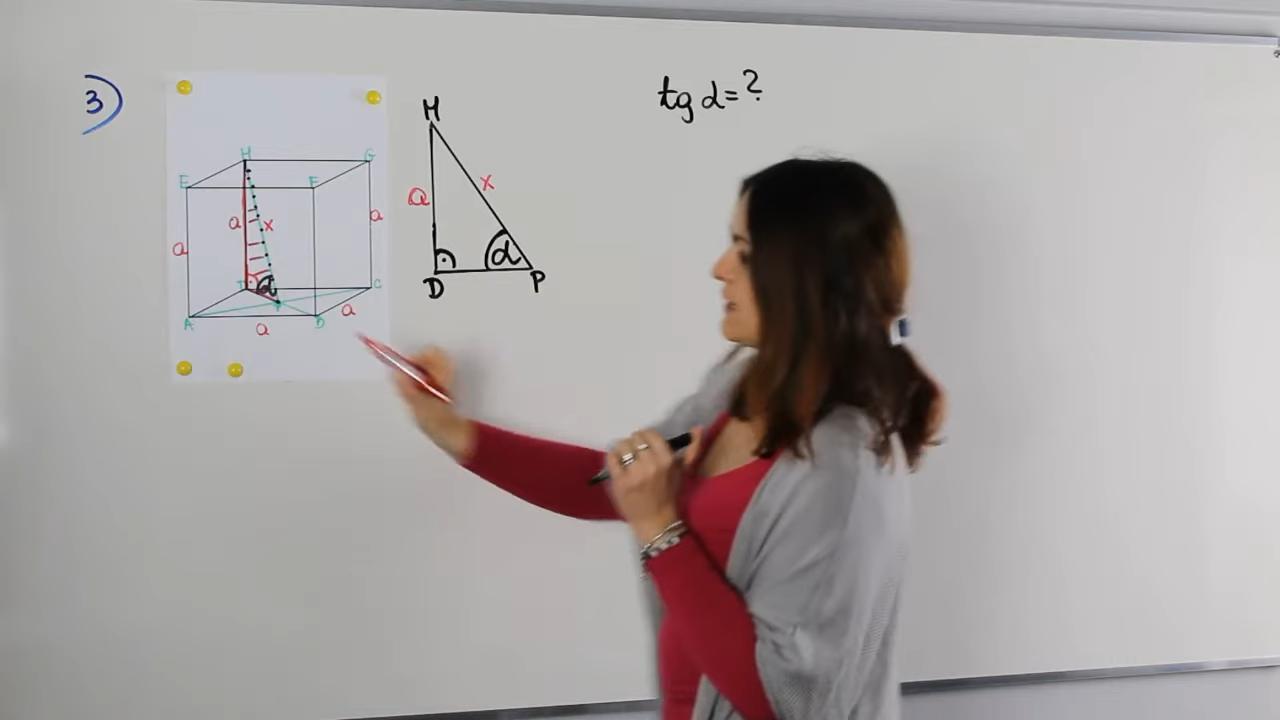 3)
tg α=?
H G
E F
a a x a
D α C
A B
a a
H
a x
α
D P